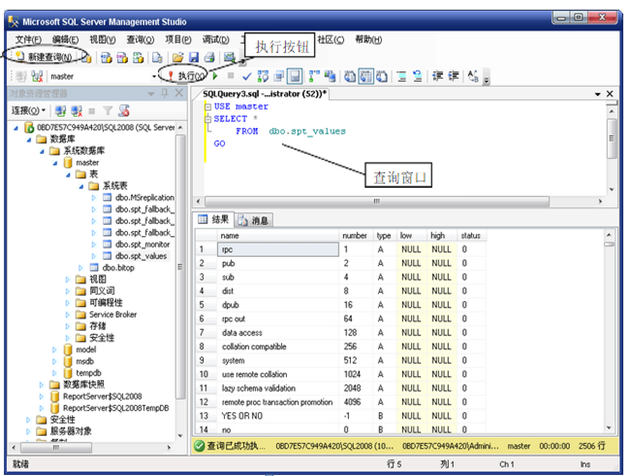 Microsoft SQL Server Management Studio
文件(F) 编辑(E) 视图(V) 查询(Q) 项目(P) 调试(D) 社区(C) 帮助(H)
执行按钮
新建查询(N)
master 执行(X)
对象资源管理器
SQLQuery3.sql -...istrator (52))*
连接(O)
USE master
SELECT *
FROM dbo.spt_values
GO
查询窗口
0BD7E57C949A420\SQL2008 (SQL Server
数据库
系统数据库
master
表
系统表
dbo.MSreplication
dbo.spt_fallback_
dbo.spt_fallback_
dbo.spt_fallback_
dbo.spt_monitor
dbo.spt_values
dbo.bitop
视图
同义词
可编程性
Service Broker
存储
安全性
model
msdb
tempdb
数据库快照
ReportServer$SQL2008
ReportServer$SQL2008TempDB
安全性
服务器对象
结果 消息
name number type low high status
1 rpc 1 A NULL NULL 0
2 pub 2 A NULL NULL 0
3 sub 4 A NULL NULL 0
4 dist 8 A NULL NULL 0
5 dpub 16 A NULL NULL 0
6 rpc out 64 A NULL NULL 0
7 data access 128 A NULL NULL 0
8 collation compatible 256 A NULL NULL 0
9 system 512 A NULL NULL 0
10 use remote collation 1024 A NULL NULL 0
11 lazy schema validation 2048 A NULL NULL 0
12 remote proc transaction promotion 4096 A NULL NULL 0
13 YES OR NO -1 B NULL NULL 0
14 no 0 B NULL NULL 0
查询已成功执... 0BD7E57C949A420\SQL2008 (10... 0BD7E57C949A420\Admini... master 00:00:00 2506 行
就绪 行 5 列 1 Ch 1 Ins